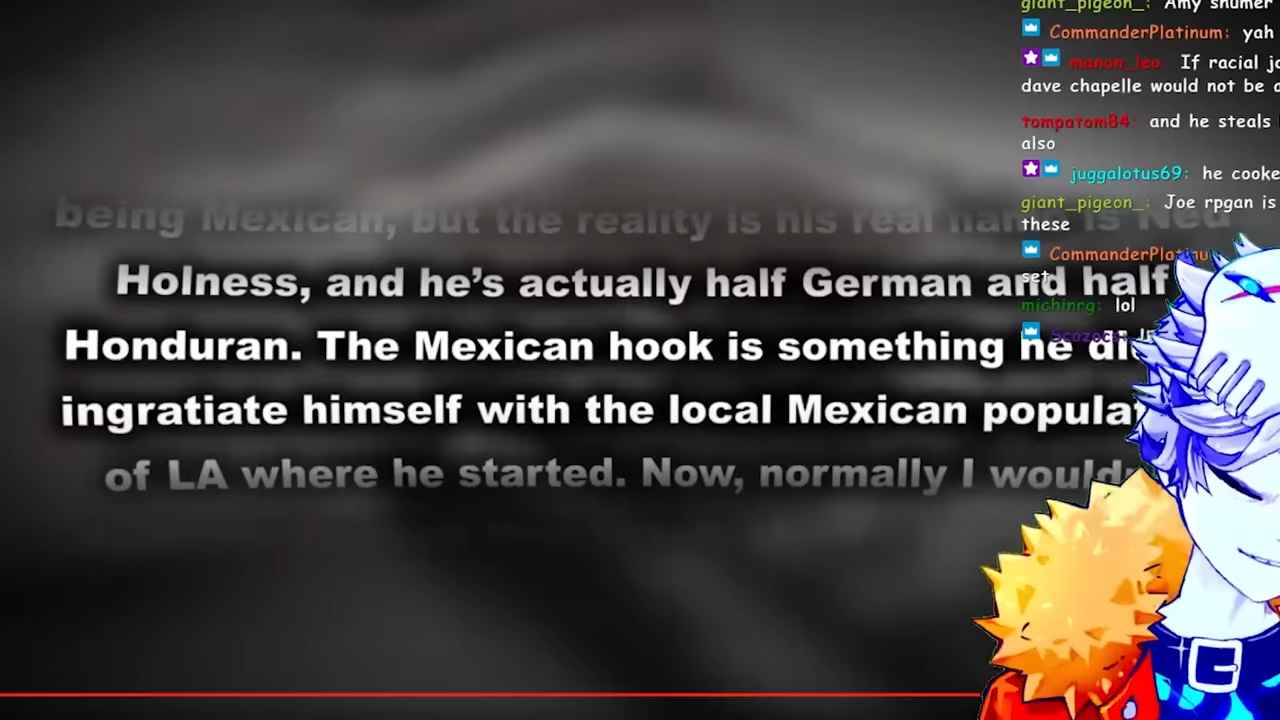 being Mexican, but the reality is his real name is Ned
Holness, and he's actually half German and half
Honduran. The Mexican hook is something he
ingratiate himself with the local Mexican
of LA where he started. Now, normally I
giant_pigeon_: Amy shumer
CommanderPlatinum: yah
manan_leo: If racial
dave chapelle would not be
tompatom84: and he steals
also
juggalotus69: he
giant_pigeon_: Joe rpgan is
these
set
michinrg: lol